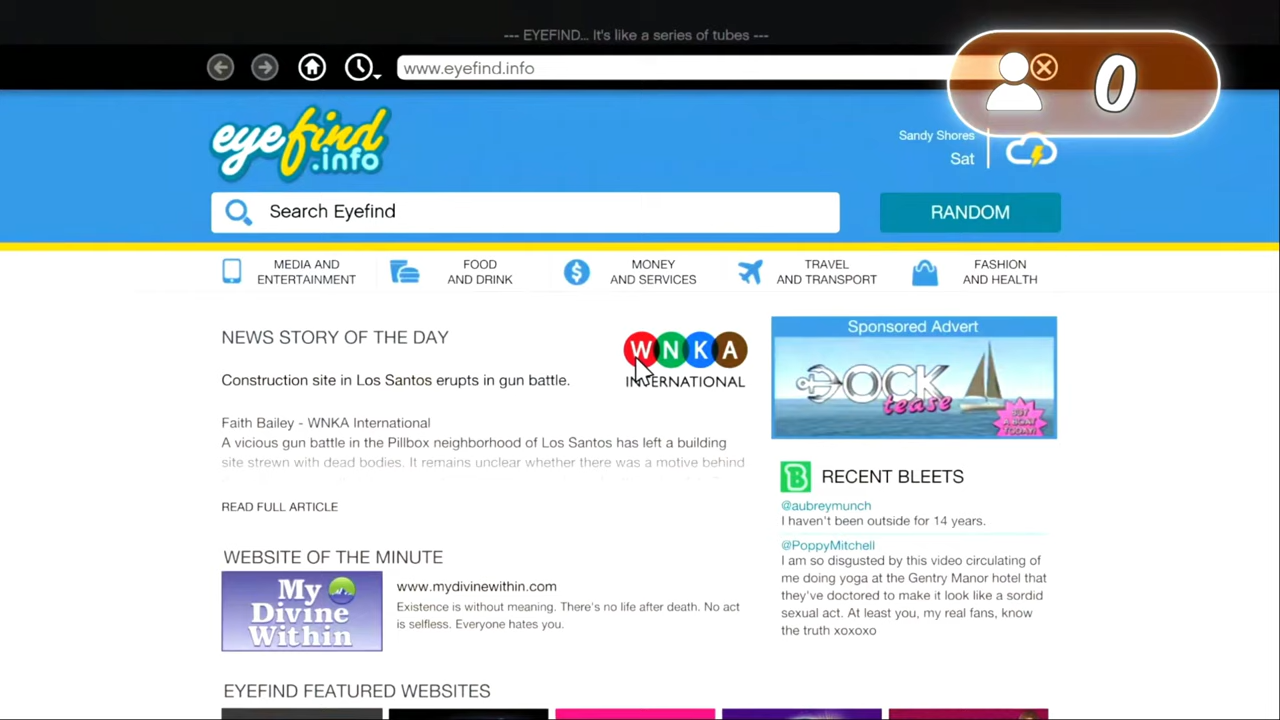 --- EYEFIND... It's like a series of tubes ---
www.eyefind.info
0
eyefind
.info
Sandy Shores
Sat
Search Eyefind
RANDOM
MEDIA AND
ENTERTAINMENT
FOOD
AND DRINK
MONEY
AND SERVICES
TRAVEL
AND TRANSPORT
FASHION
AND HEALTH
NEWS STORY OF THE DAY
WNKA
INTERNATIONAL
Construction site in Los Santos erupts in gun battle.
Faith Bailey - WNKA International
A vicious gun battle in the Pillbox neighborhood of Los Santos has left a building
site strewn with dead bodies. It remains unclear whether there was a motive behind
READ FULL ARTICLE
Sponsored Advert
DOCK
tease
BUY
A BOAT
TODAY!
B
RECENT BLEETS
@aubreymunch
I haven't been outside for 14 years.
@PoppyMitchell
I am so disgusted by this video circulating of
me doing yoga at the Gentry Manor hotel that
they've doctored to make it look like a sordid
sexual act. At least you, my real fans, know
the truth xoxoxo
WEBSITE OF THE MINUTE
My
Divine
Within
www.mydivinewithin.com
Existence is without meaning. There's no life after death. No act
is selfless. Everyone hates you.
EYEFIND FEATURED WEBSITES